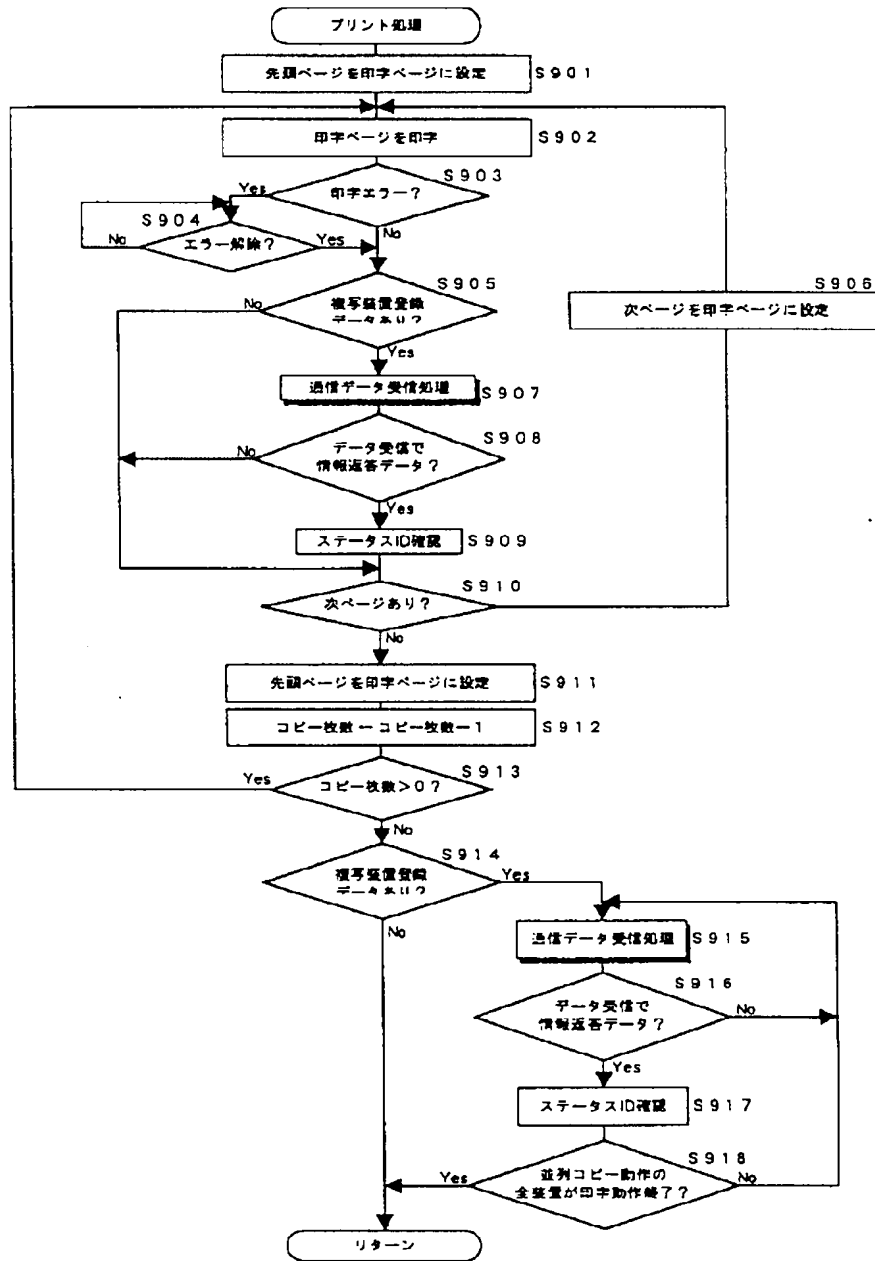 プリント処理
先頭ページを印字ページに設定 S901
印字ページを印字 S902
S903
Yes
印字エラー?
S904
No
エラー解除?
Yes
No
S905
No
複写装置登録
データあり?
S906
次ページを印字ページに設定
Yes
通信データ受信処理 S907
S908
No
データ受信で
情報返答データ?
Yes
ステータスID確認 S909
S910
次ページあり?
No
先頭ページを印字ページに設定 S911
コピー枚数←コピー枚数-1 S912
S913
Yes
コピー枚数>0?
No
S914
複写装置登録
データあり?
Yes
No
通信データ受信処理 S915
S916
データ受信で
情報返答データ?
No
Yes
ステータスID確認 S917
S918
Yes
並列コピー動作の
全装置が印字動作終了?
No
リターン